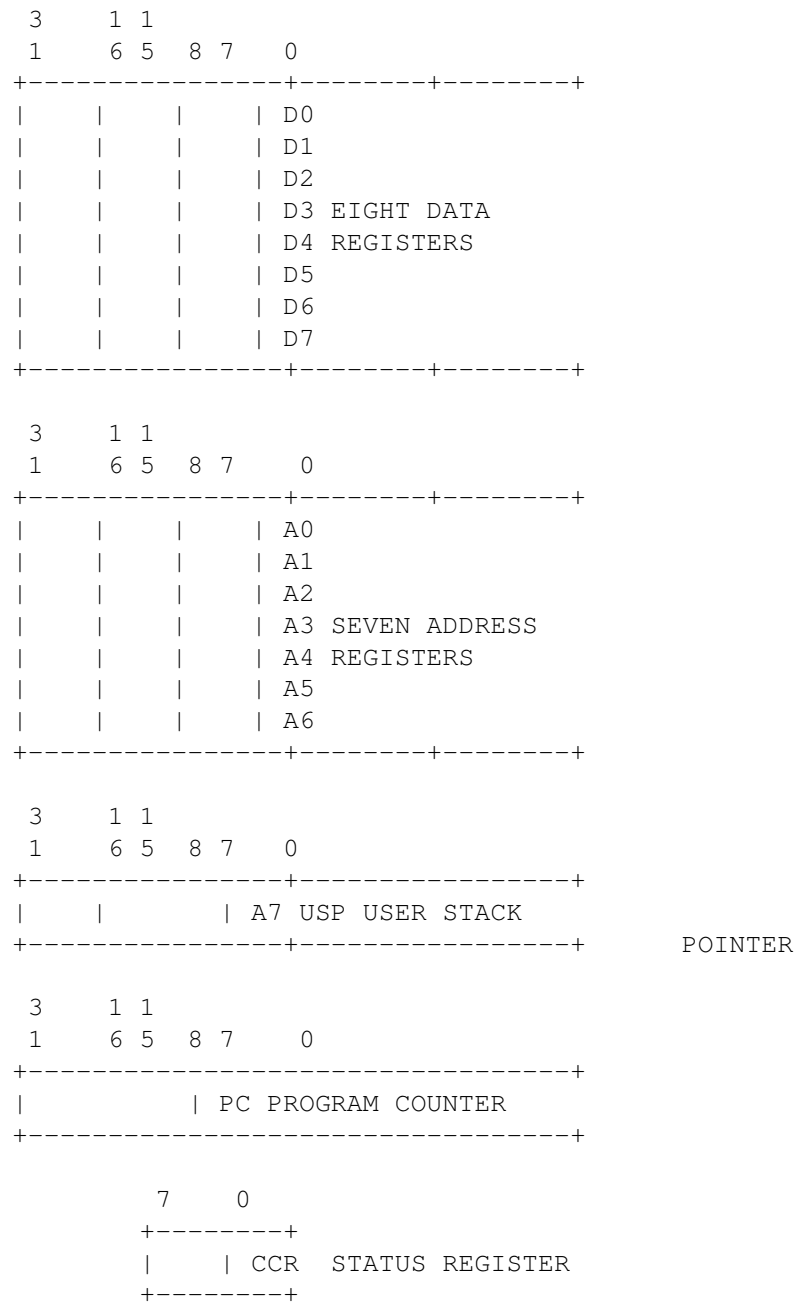 3     1 1
1     6 5   8 7    0
+----------------+--------+--------+
|     |     |     | D0
|     |     |     | D1
|     |     |     | D2
|     |     |     | D3 EIGHT DATA
|     |     |     | D4 REGISTERS
|     |     |     | D5
|     |     |     | D6
|     |     |     | D7
+----------------+--------+--------+
3     1 1
1     6 5   8 7     0
+----------------+--------+--------+
|     |     |     | A0
|     |     |     | A1
|     |     |     | A2
|     |     |     | A3 SEVEN ADDRESS
|     |     |     | A4 REGISTERS
|     |     |     | A5
|     |     |     | A6
+----------------+--------+--------+
3     1 1
1     6 5   8 7    0
+----------------+-----------------+
|     |        | A7 USP USER STACK
+----------------+-----------------+       POINTER
3     1 1
1     6 5   8 7     0
+----------------------------------+
|            | PC PROGRAM COUNTER
+----------------------------------+
7     0
+--------+
|     | CCR   STATUS REGISTER
+--------+